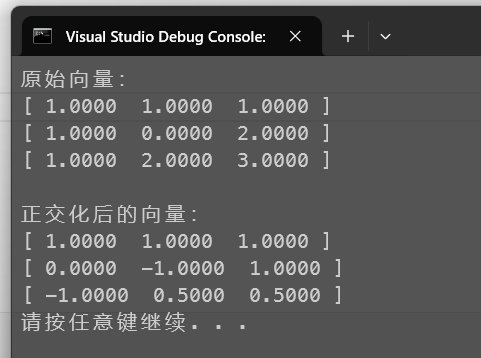 Visual Studio Debug Console:
原始向量:
[ 1.0000  1.0000  1.0000 ]
[ 1.0000  0.0000  2.0000 ]
[ 1.0000  2.0000  3.0000 ]
正交化后的向量:
[ 1.0000  1.0000  1.0000 ]
[ 0.0000  -1.0000  1.0000 ]
[ -1.0000  0.5000  0.5000 ]
请按任意键继续. . .